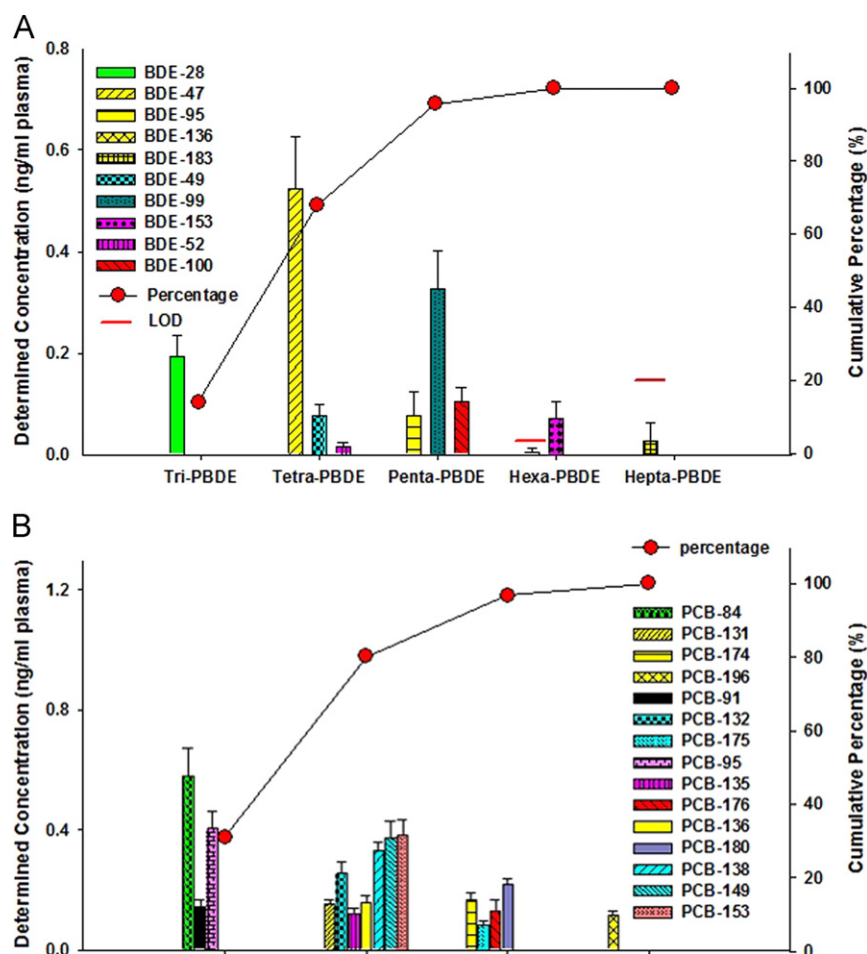 A
Determined Concentration (ng/ml plasma)
0.8
0.6
0.4
0.2
0.0
BDE-28
BDE-47
BDE-95
BDE-136
BDE-183
BDE-49
BDE-99
BDE-153
BDE-52
BDE-100
Percentage
LOD
100
80
60
40
20
0
Cumulative Percentage (%)
Tri-PBDE
Tetra-PBDE
Penta-PBDE
Hexa-PBDE
Hepta-PBDE
B
Determined Concentration (ng/ml plasma)
1.2
0.8
0.4
0.0
percentage
PCB-84
PCB-131
PCB-174
PCB-196
PCB-91
PCB-132
PCB-175
PCB-95
PCB-135
PCB-176
PCB-136
PCB-180
PCB-138
PCB-149
PCB-153
100
80
60
40
20
0
Cumulative Percentage (%)